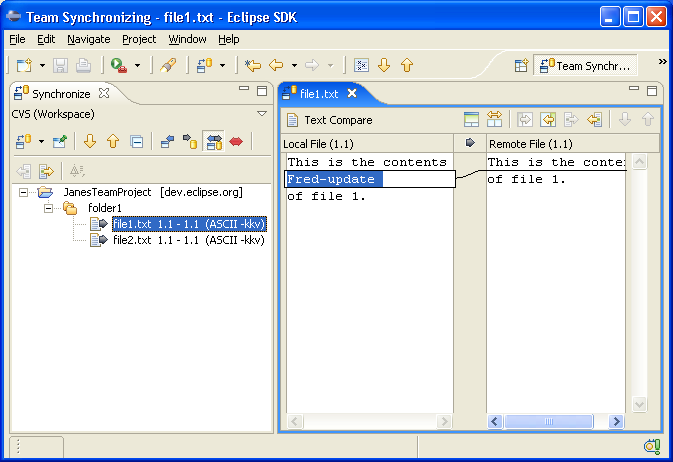 Team Synchronizing - file1.txt - Eclipse SDK
File Edit Navigate Project Window Help
Team Synchr...
Synchronize
CVS (Workspace)
JanesTeamProject [dev.eclipse.org]
folder1
file1.txt 1.1 - 1.1 (ASCII -kkv)
file2.txt 1.1 - 1.1 (ASCII -kkv)
file1.txt
Text Compare
Local File (1.1)
This is the contents
Fred-update
of file 1.
Remote File (1.1)
This is the conte
of file 1.